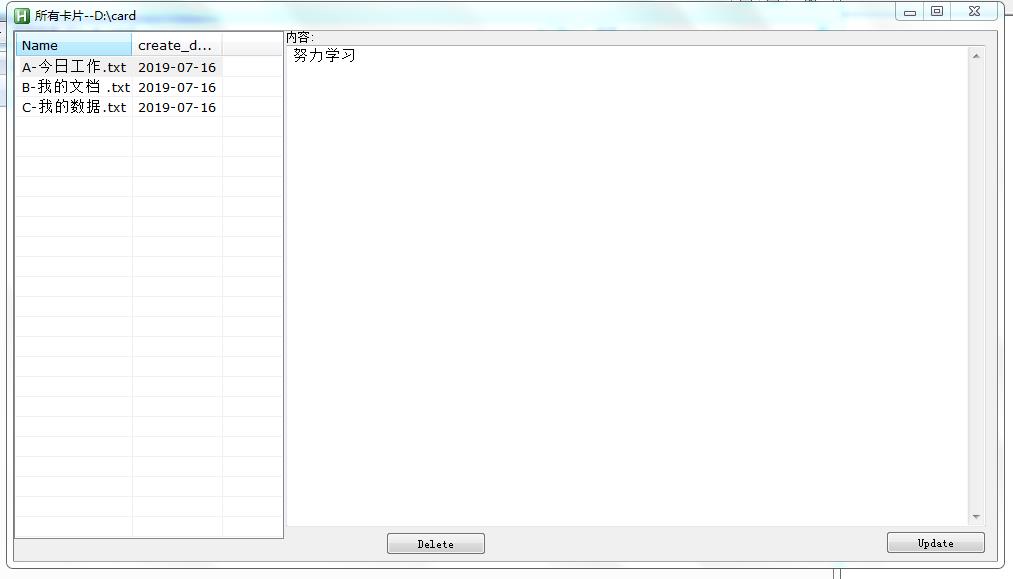 所有卡片--D:\card
Name create_d...
A-今日工作.txt 2019-07-16
B-我的文档 .txt 2019-07-16
C-我的数据.txt 2019-07-16
内容:
努力学习
Delete Update